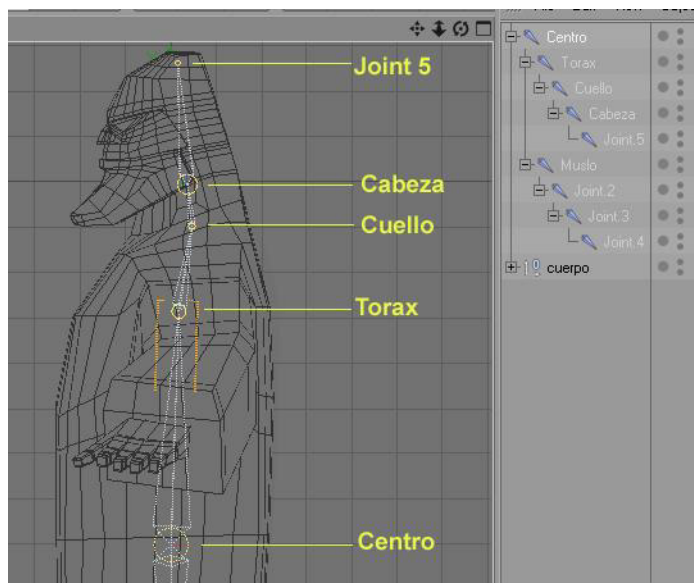 Joint 5
Cabeza
Cuello
Torax
Centro
Centro
Torax
Cuello
Cabeza
Joint.5
Muslo
Joint.2
Joint.3
Joint.4
cuerpo